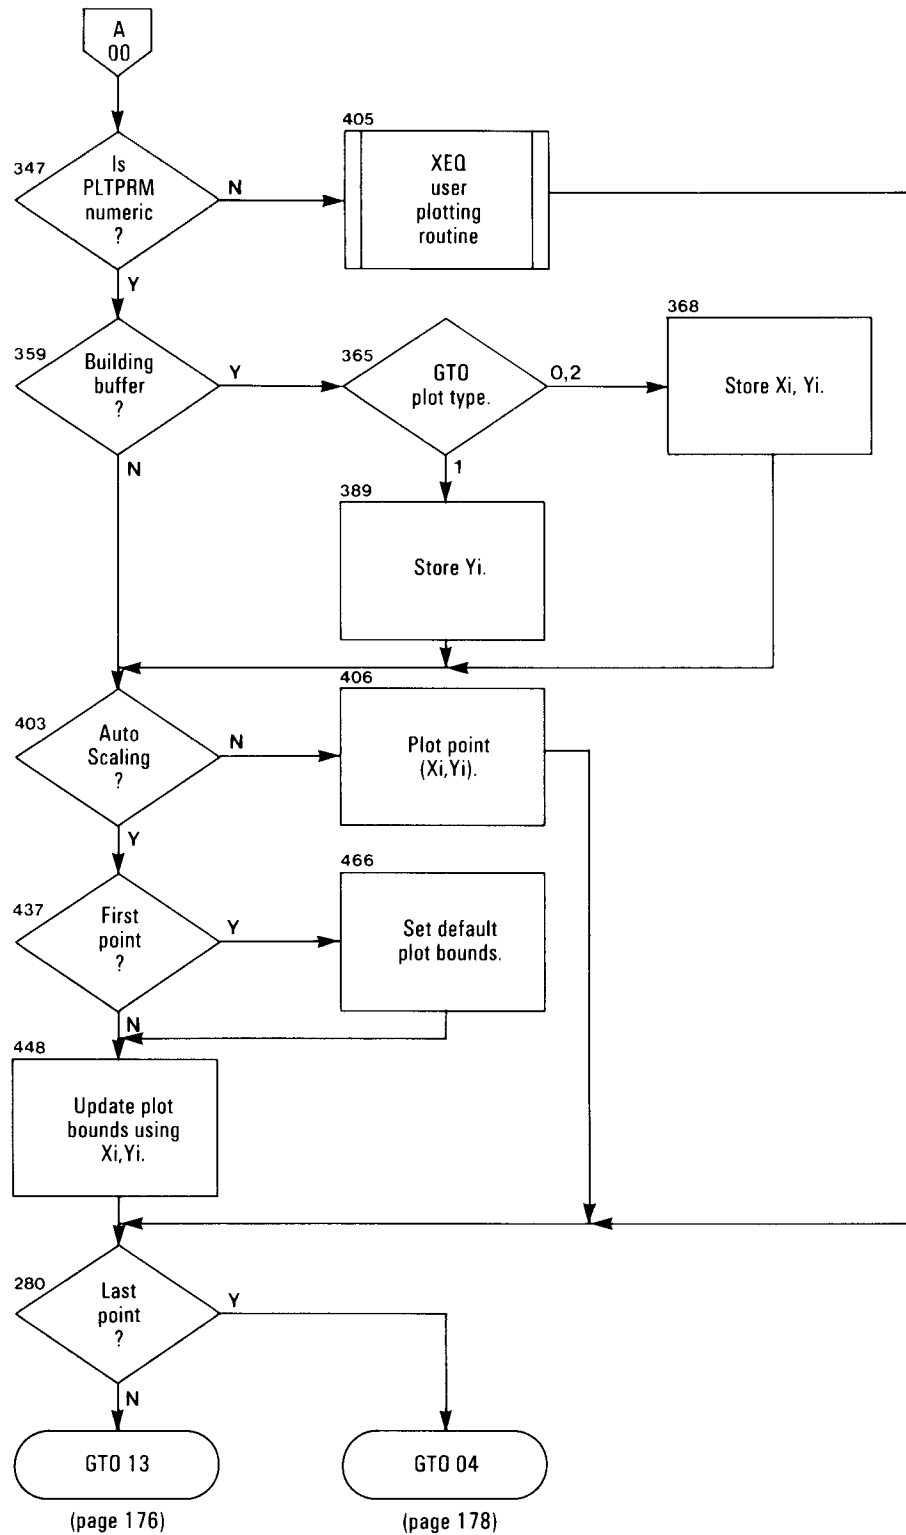 A
00
347
Is
PLTPRM
numeric
?
N
405
XEQ
user
plotting
routine
Y
359
Building
buffer
?
Y
365
GTO
plot type.
0,2
368
Store Xi, Yi.
N
1
389
Store Yi.
403
Auto
Scaling
?
N
406
Plot point
(Xi,Yi).
Y
437
First
point
?
Y
466
Set default
plot bounds.
N
448
Update plot
bounds using
Xi,Yi.
280
Last
point
?
Y
N
GTO 13
GTO 04
(page 176)
(page 178)